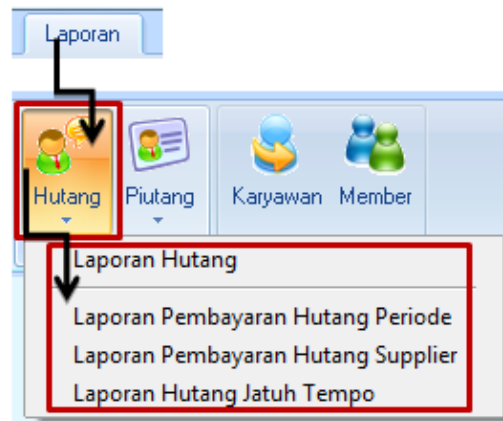 Laporan
Hutang
Piutang
Karyawan
Member
Laporan Hutang
Laporan Pembayaran Hutang Periode
Laporan Pembayaran Hutang Supplier
Laporan Hutang Jatuh Tempo